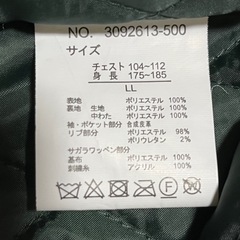 NO. 3092613-500
サイズ
チェスト 104~112
身 長 175~185
LL
表地 ポリエステル 100%
裏地 生地 ポリエステル 100%
中わた ポリエステル 100%
袖・ポケット部分 合成皮革
リブ部分 ポリエステル 98%
ポリウレタン 2%
サガラワッペン部分
基布 ポリエステル 100%
刺繍糸 アクリル 100%